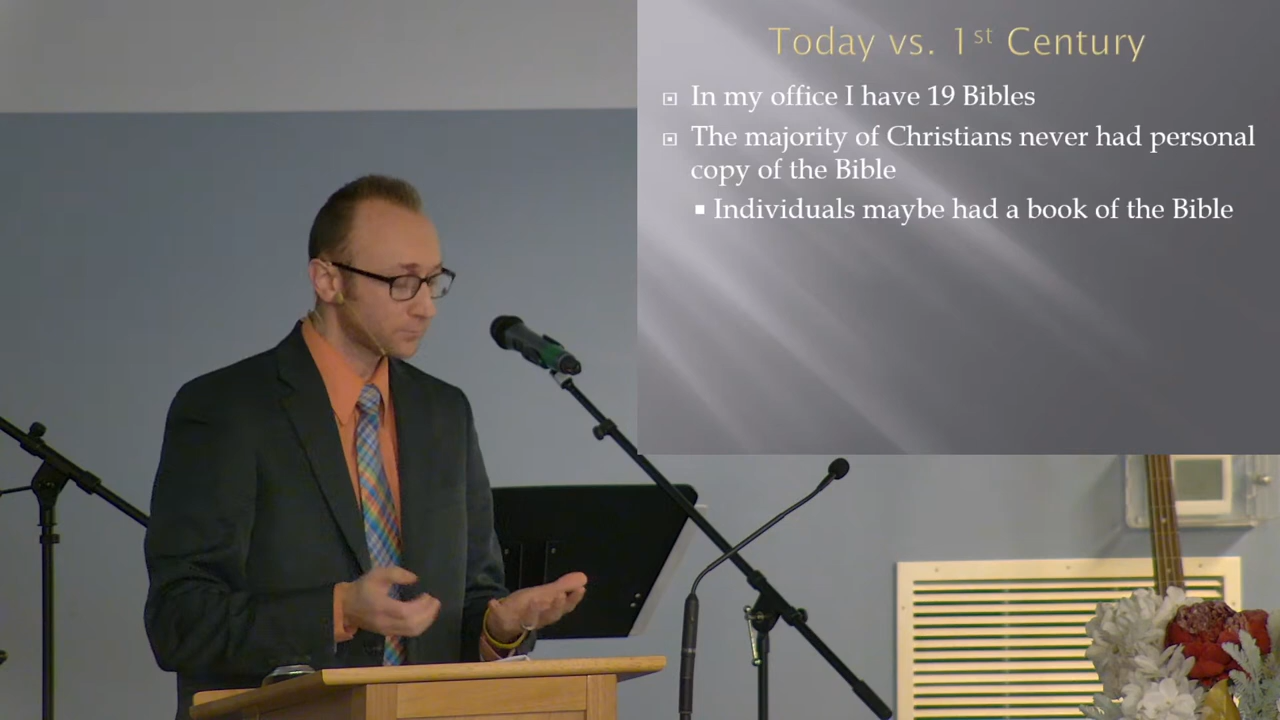 Today vs. 1st Century
In my office I have 19 Bibles
The majority of Christians never had personal
copy of the Bible
Individuals maybe had a book of the Bible